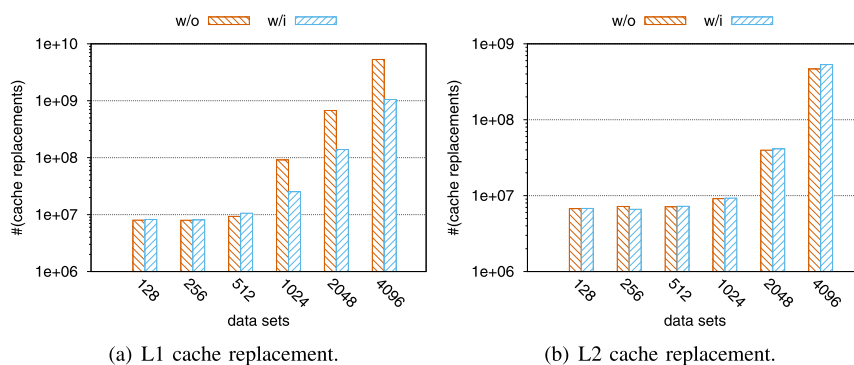 w/o w/i
1e+10
1e+09
1e+08
1e+07
1e+06
#(cache replacements)
128 256 512 1024 2048 4096
data sets
(a) L1 cache replacement.
w/o w/i
1e+09
1e+08
1e+07
1e+06
#(cache replacements)
128 256 512 1024 2048 4096
data sets
(b) L2 cache replacement.